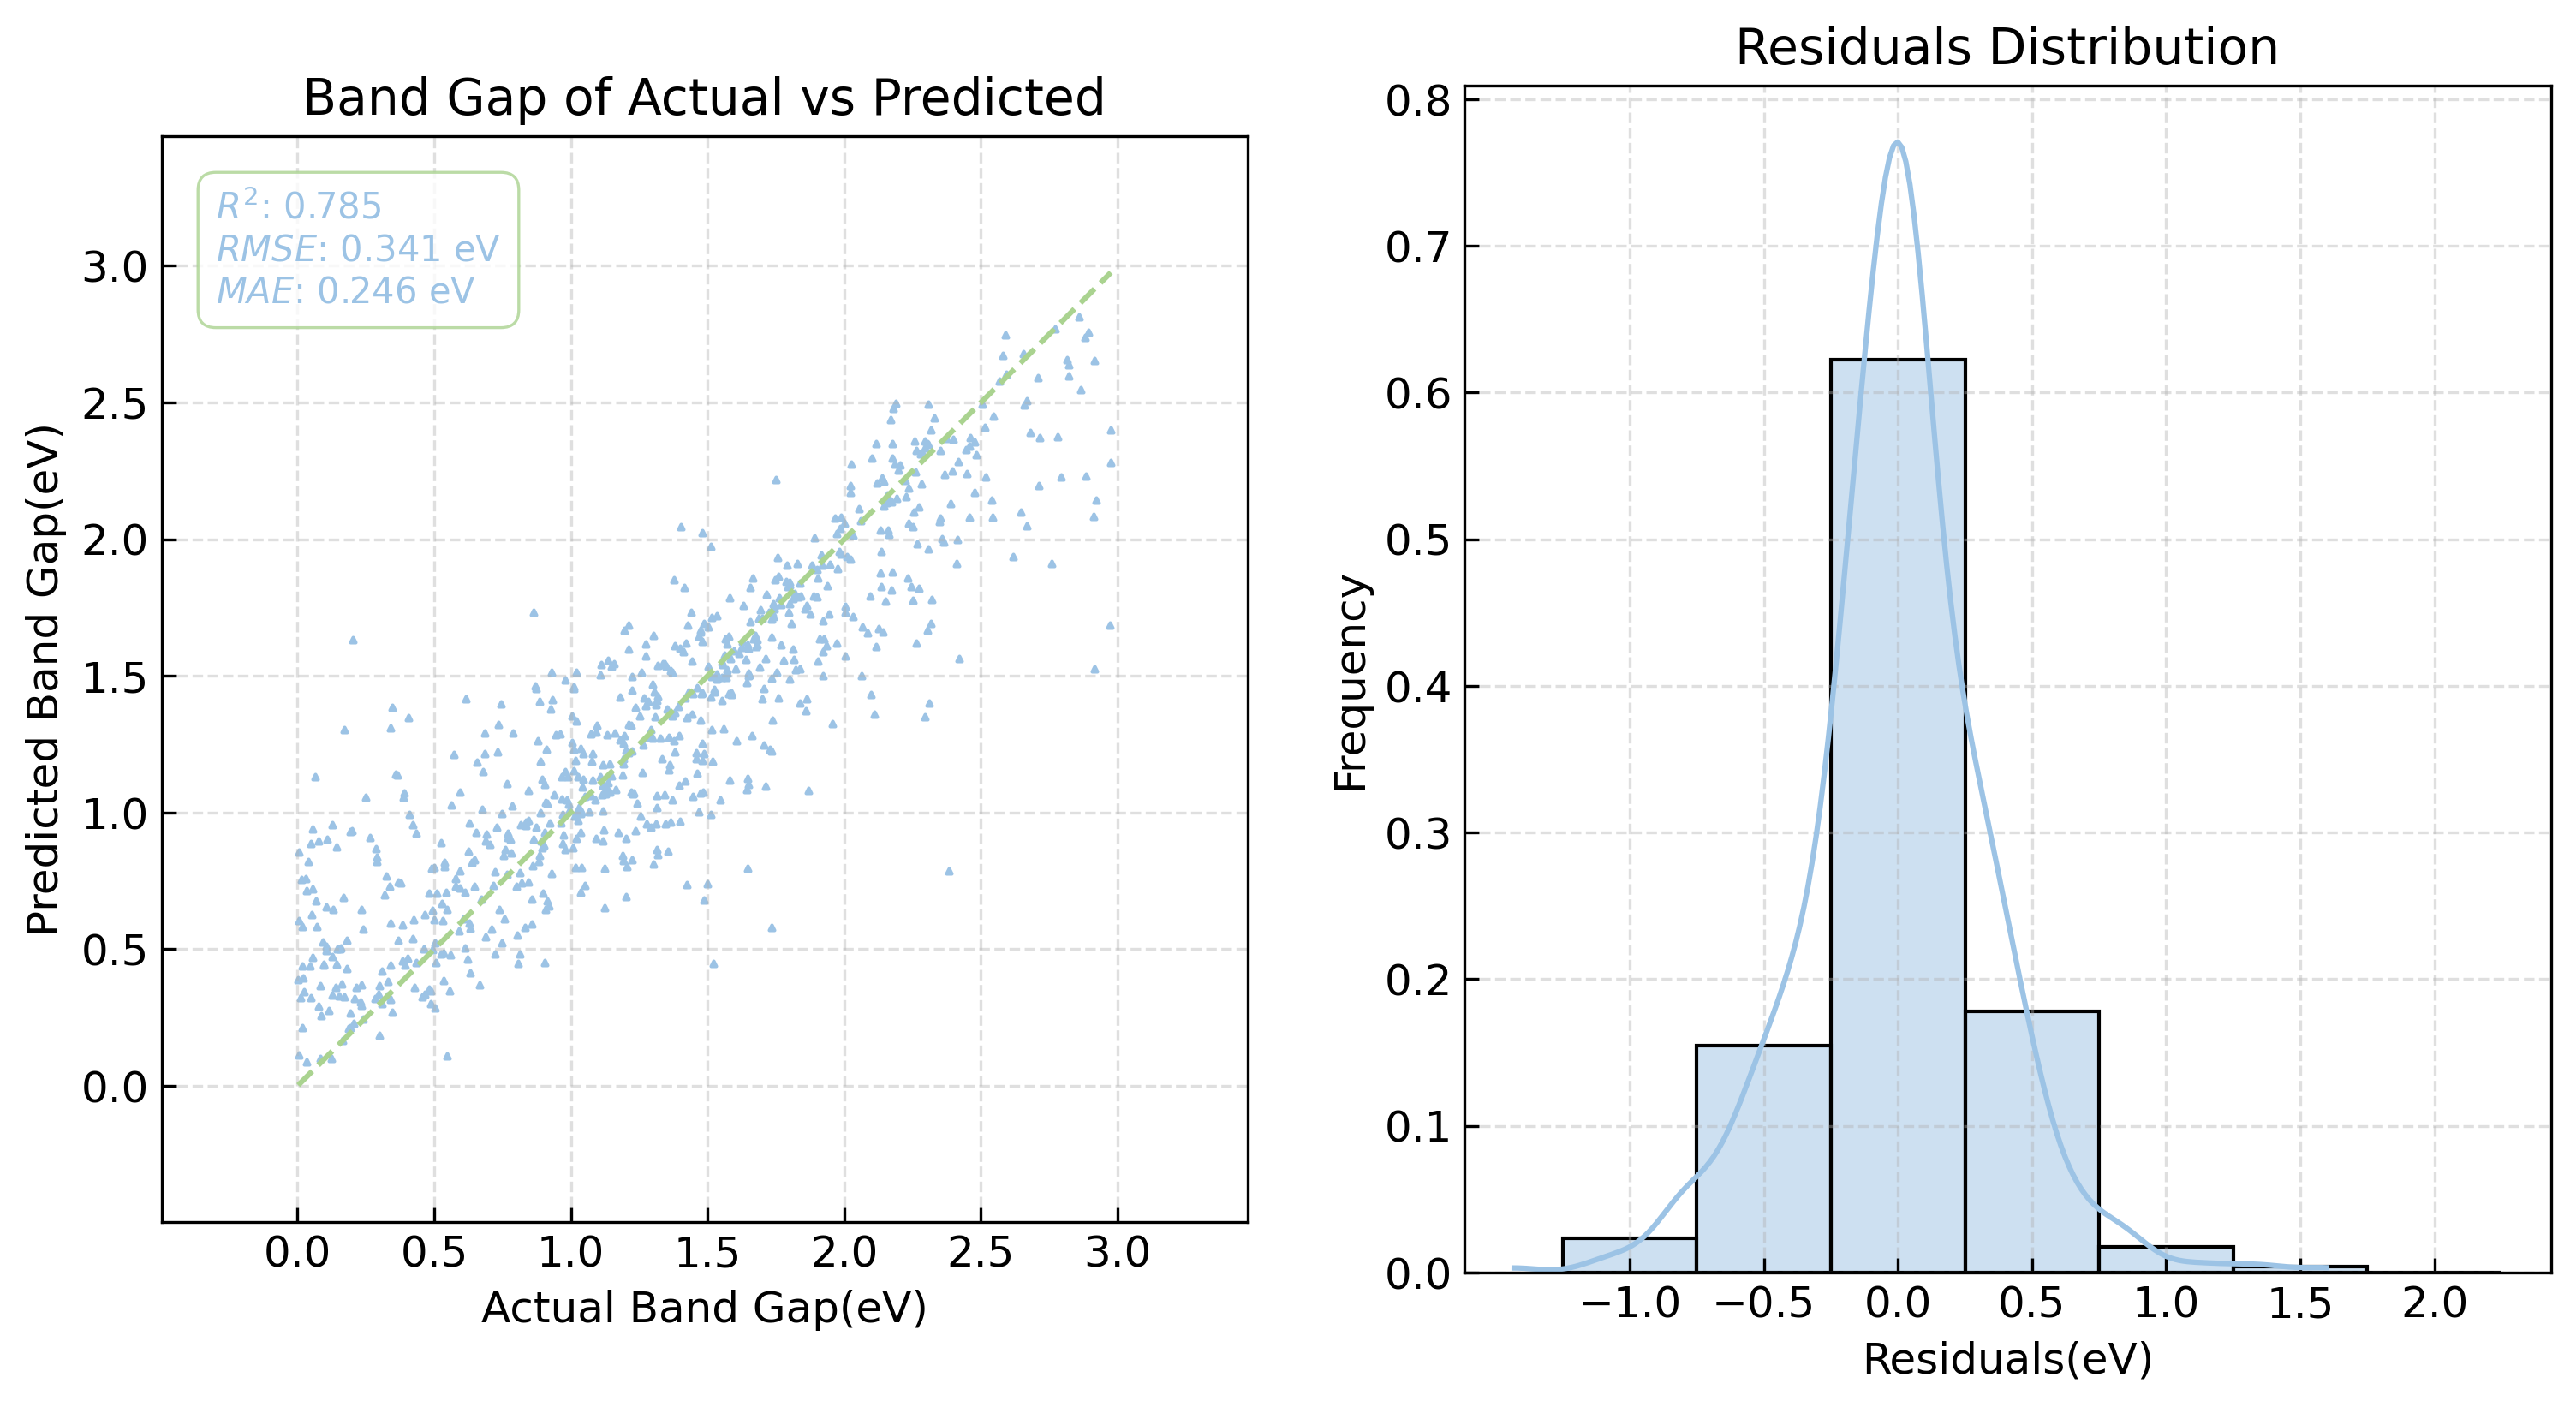 Band Gap of Actual vs Predicted
R²: 0.785
RMSE: 0.341 eV
MAE: 0.246 eV
3.0
2.5
2.0
1.5
1.0
0.5
0.0
Predicted Band Gap(eV)
0.0 0.5 1.0 1.5 2.0 2.5 3.0
Actual Band Gap(eV)
Residuals Distribution
0.8
0.7
0.6
0.5
0.4
0.3
0.2
0.1
0.0
Frequency
−1.0 −0.5 0.0 0.5 1.0 1.5 2.0
Residuals(eV)